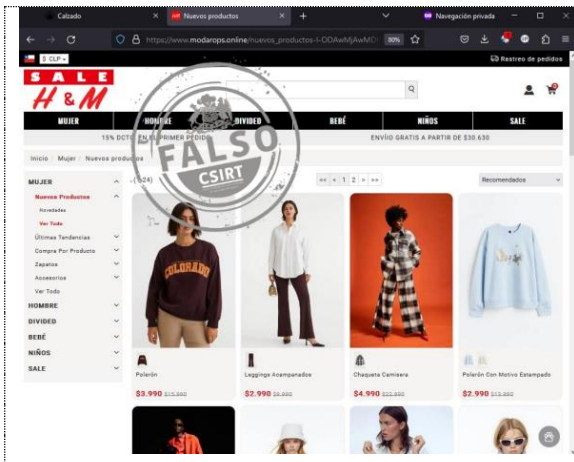 Calzado
Nuevos productos
Navegación privada
https://www.modarops.online/nuevos_productos-l-ODAwMjAwMD
80%
$ CLP
Rastreo de pedidos
SALE
H & M
MUJER
HOMBRE
DIVIDED
BEBÉ
NIÑOS
SALE
15% DCTO EN EL PRIMER PEDIDO
ENVÍO GRATIS A PARTIR DE $30.630
FALSO
CSIRT
Inicio Mujer Nuevos productos
MUJER
Nuevos Productos
Novedades
Ver Todo
Últimas Tendencias
Compra Por Producto
Zapatos
Accesorios
Ver Todo
HOMBRE
DIVIDED
BEBÉ
NIÑOS
SALE
<< < 1 2 > >>
Recomendados
COLORADO
Polerón
$3.990
Leggings Acampanados
$2.990
Chaqueta Camisera
$4.990
Polerón Con Motivo Estampado
$2.990